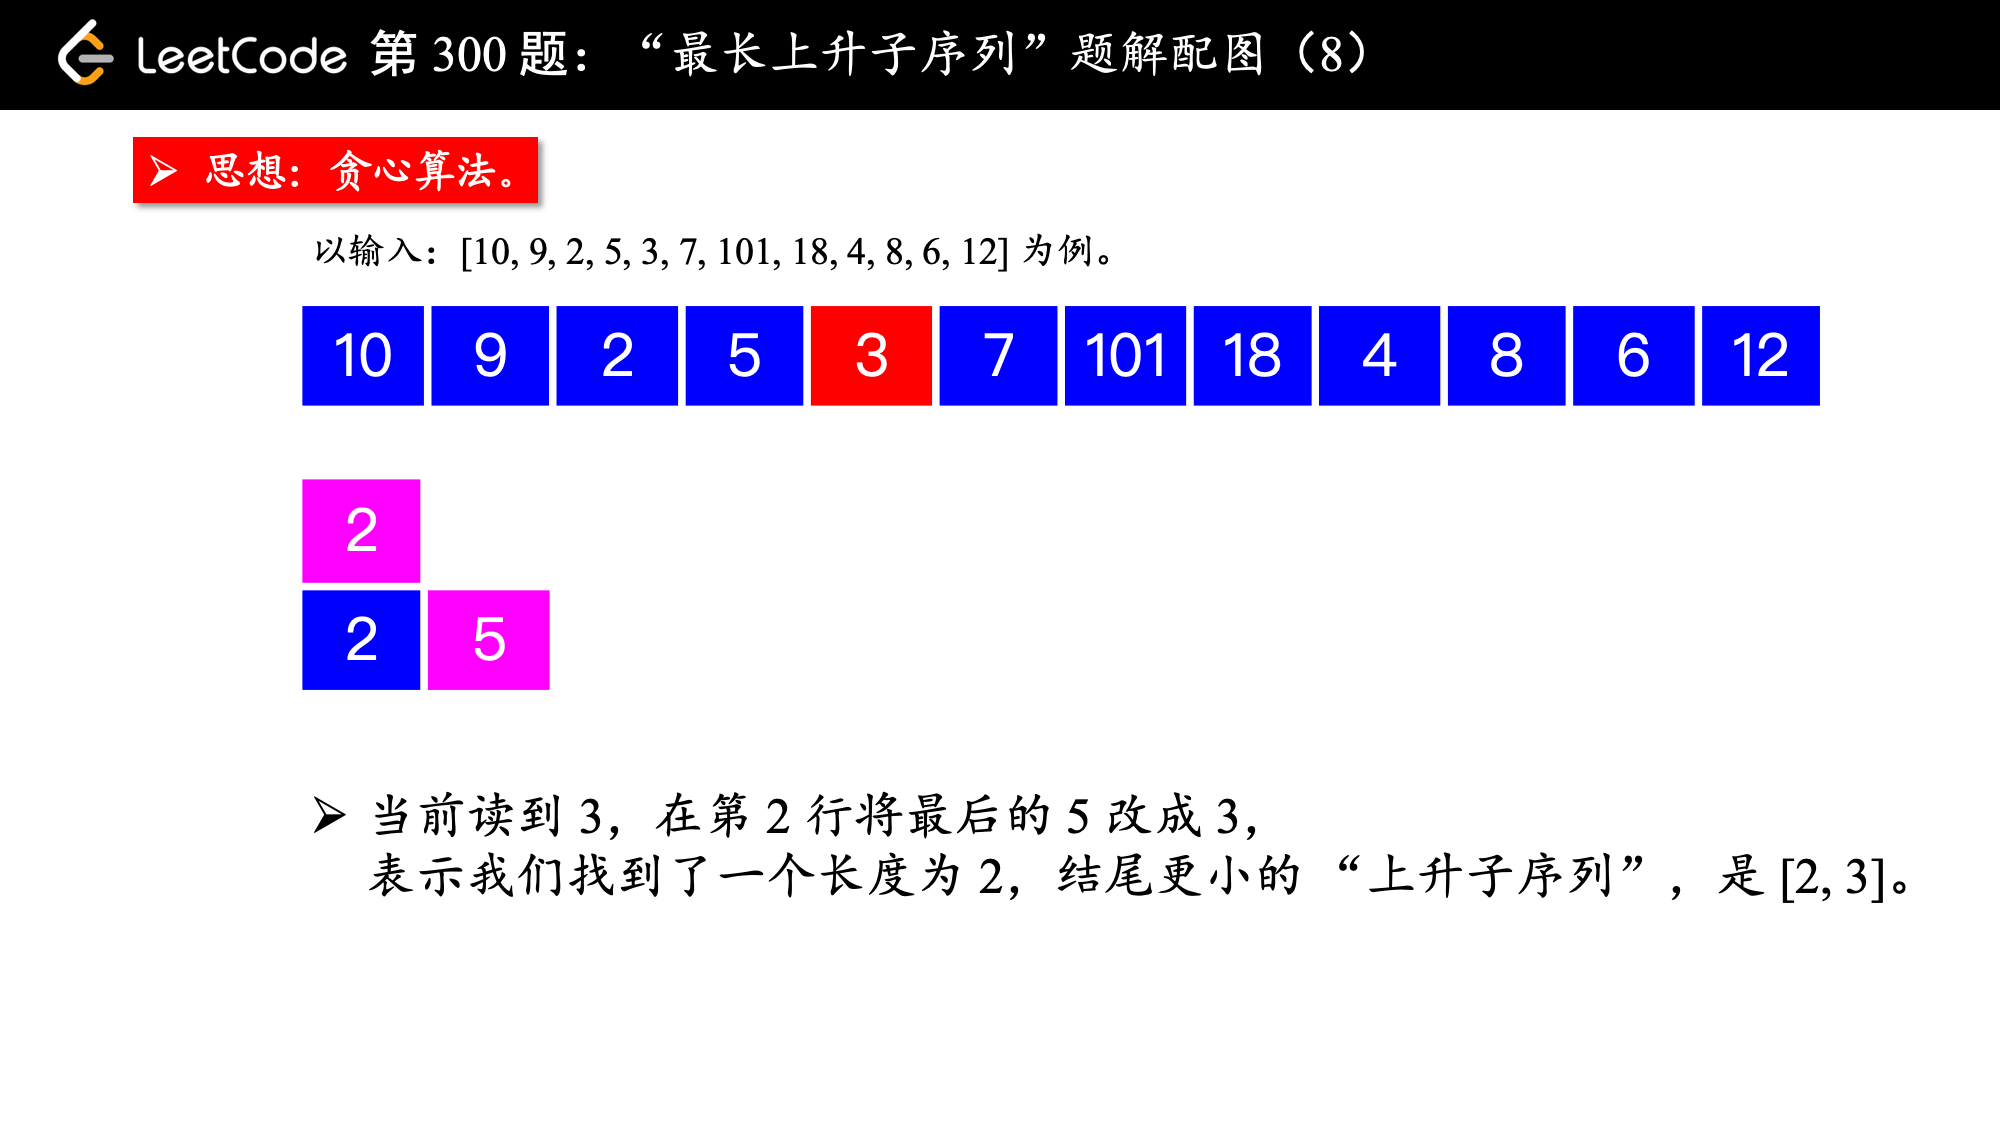 LeetCode 第 300 题：“最长上升子序列”题解配图（8）
➢ 思想：贪心算法。
以输入：[10, 9, 2, 5, 3, 7, 101, 18, 4, 8, 6, 12] 为例。
10 9 2 5 3 7 101 18 4 8 6 12
2
2 5
➢ 当前读到 3，在第 2 行将最后的 5 改成 3，
表示我们找到了一个长度为 2，结尾更小的 “上升子序列”，是 [2, 3]。